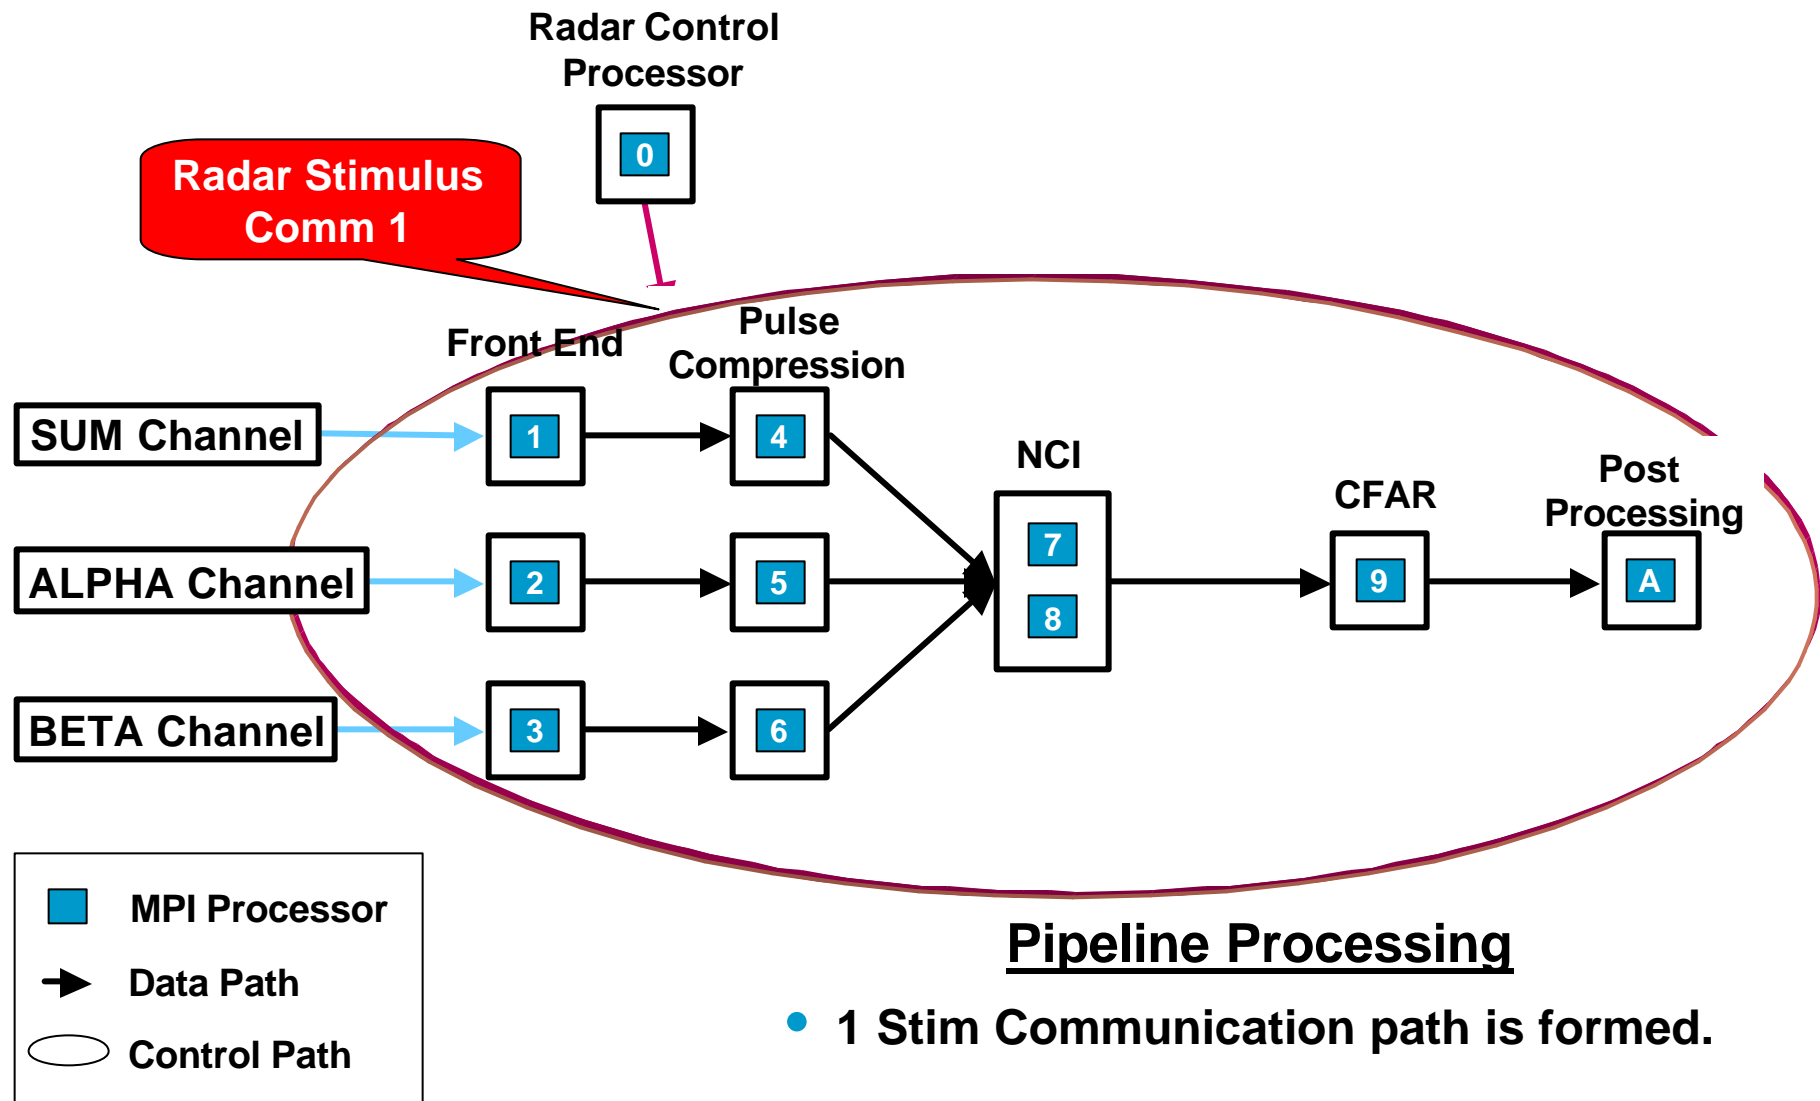 Radar Control
Processor
0
Radar Stimulus
Comm 1
Front End
Pulse
Compression
SUM Channel
1
4
NCI
CFAR
Post
Processing
ALPHA Channel
2
5
7
8
9
A
BETA Channel
3
6
MPI Processor
Data Path
Control Path
Pipeline Processing
• 1 Stim Communication path is formed.